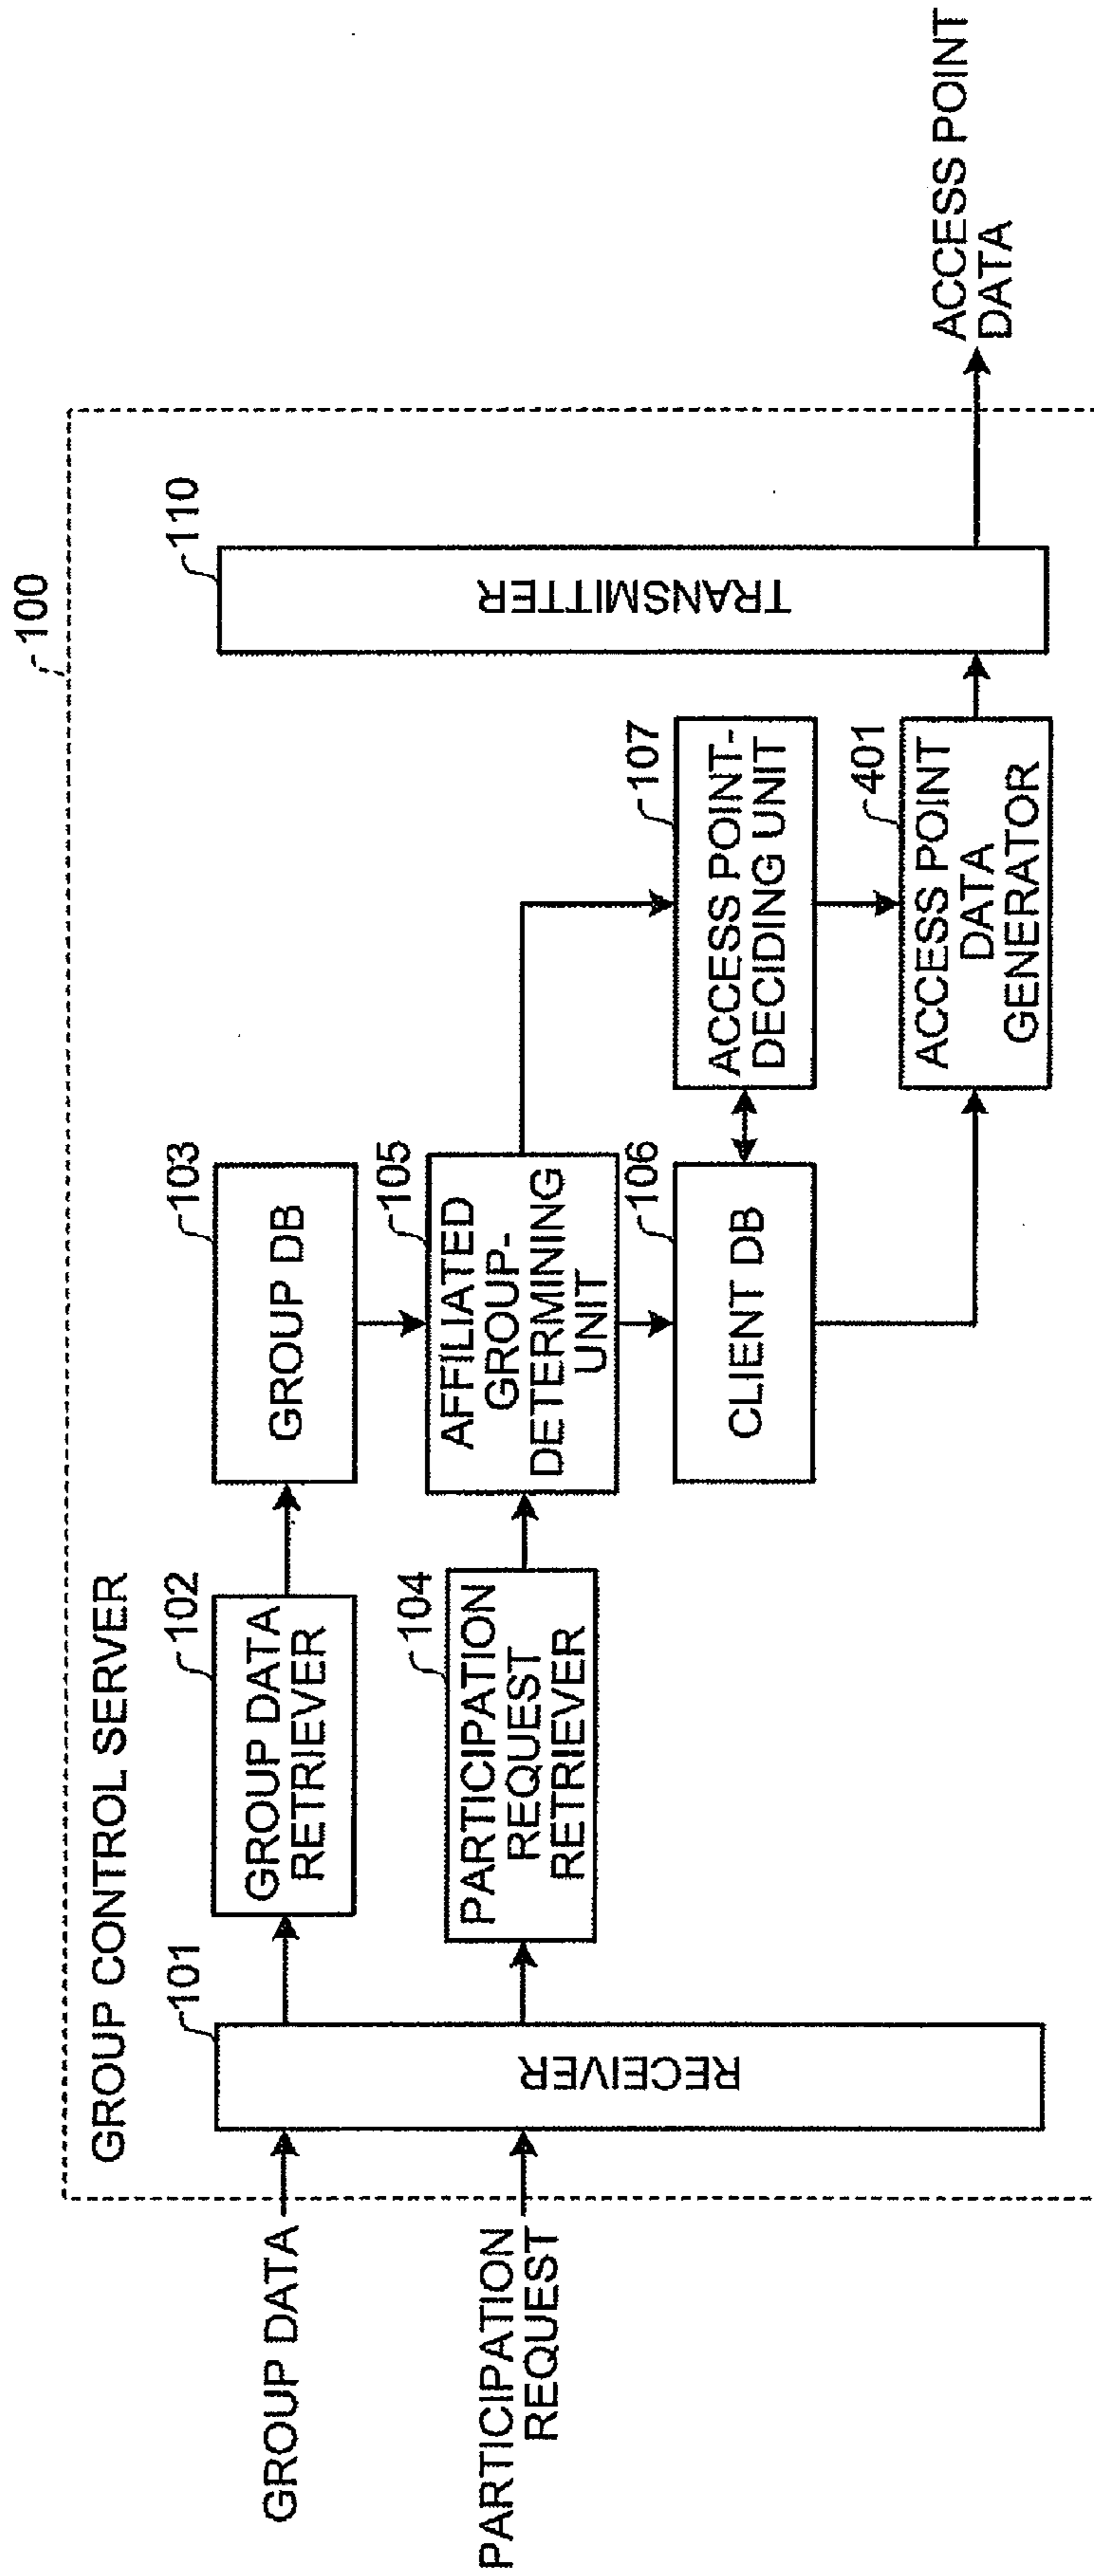 100
GROUP CONTROL SERVER
GROUP DATA
PARTICIPATION
REQUEST
101
RECEIVER
102
GROUP DATA
RETRIEVER
103
GROUP DB
104
PARTICIPATION
REQUEST
RETRIEVER
105
AFFILIATED
GROUP-
DETERMINING
UNIT
106
CLIENT DB
107
ACCESS POINT-
DECIDING UNIT
401
ACCESS POINT
DATA
GENERATOR
110
TRANSMITTER
ACCESS POINT
DATA